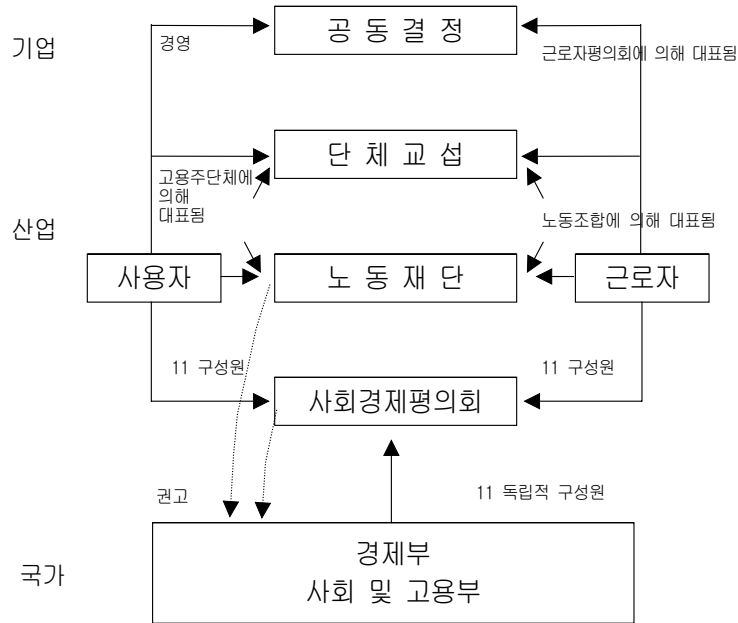 공 동 결 정
기업
경영
근로자평의회에 의해 대표됨
단 체 교 섭
고용주단체에
의해
대표됨
노동조합에 의해 대표됨
산업
사용자
노 동 재 단
근로자
11 구성원
11 구성원
사회경제평의회
권고
11 독립적 구성원
경제부
국가
사회 및 고용부